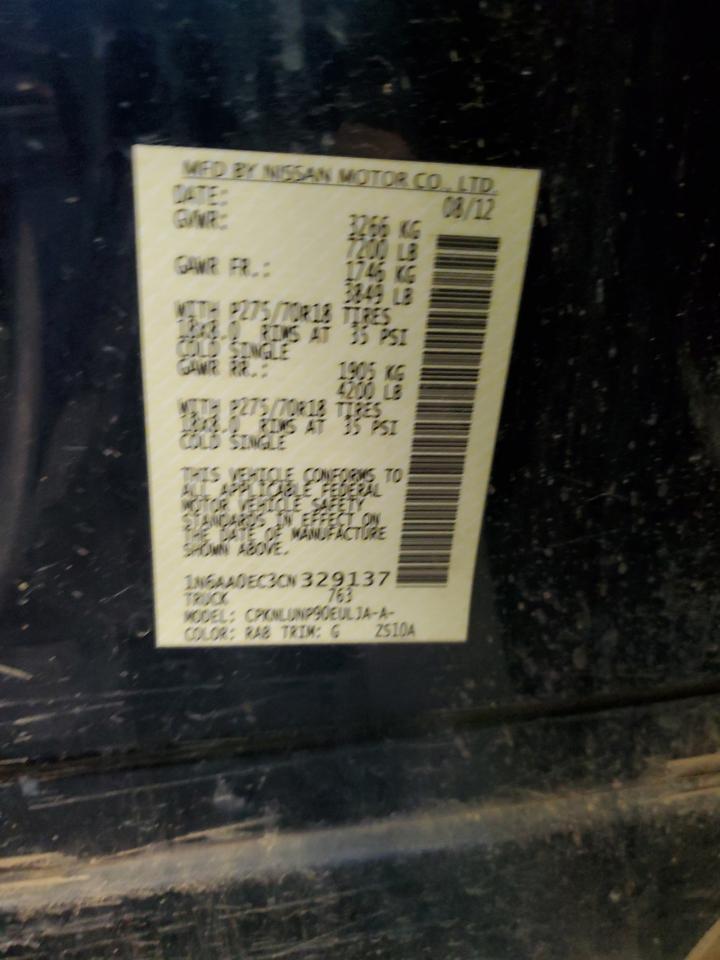 MFD BY NISSAN MOTOR CO., LTD.
DATE: 08/12
GVWR: 3266 KG
7200 LB
GAWR FR.: 1746 KG
3849 LB
WITH P275/70R18 TIRES
18X8.0 RIMS AT 35 PSI
COLD SINGLE
GAWR RR.: 1905 KG
4200 LB
WITH P275/70R18 TIRES
18X8.0 RIMS AT 35 PSI
COLD SINGLE
THIS VEHICLE CONFORMS TO
ALL APPLICABLE FEDERAL
MOTOR VEHICLE SAFETY
STANDARDS IN EFFECT ON
THE DATE OF MANUFACTURE
SHOWN ABOVE.
1N6AA0EC3CN329137
TRUCK 763
MODEL: CPKNLUNP90EULJA-A-
COLOR: RAB TRIM: G ZS10A